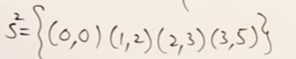 S² = {(0,0) (1,2) (2,3) (3,5)}